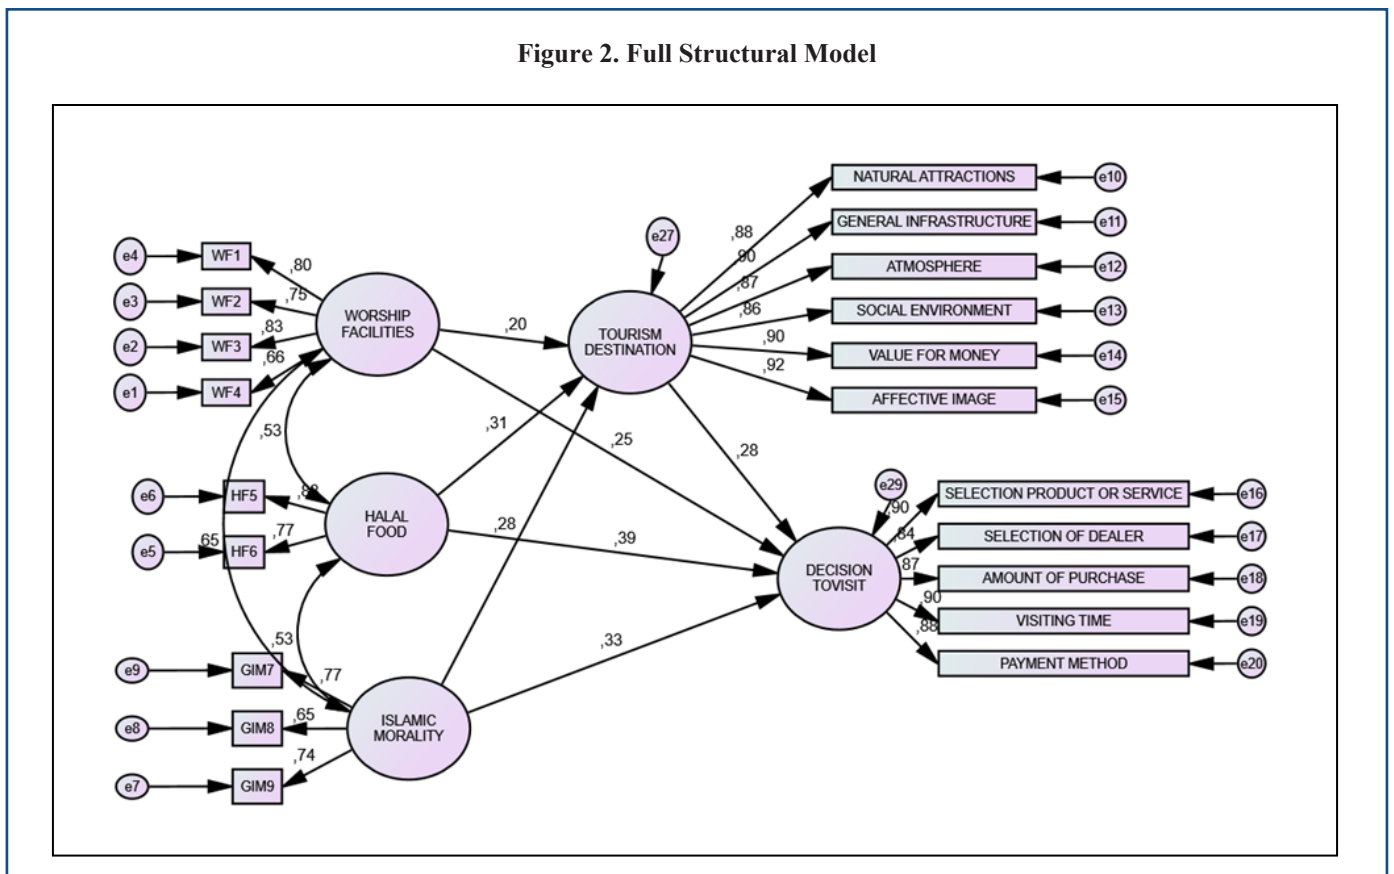 Figure 2. Full Structural Model
NATURAL ATTRACTIONS
e10
GENERAL INFRASTRUCTURE
e11
ATMOSPHERE
e12
SOCIAL ENVIRONMENT
e13
VALUE FOR MONEY
e14
AFFECTIVE IMAGE
e15
,88
,90
,87
,86
,90
,92
e27
TOURISM
DESTINATION
e4
WF1
,80
e3
WF2
,75
e2
WF3
,83
e1
WF4
,66
WORSHIP
FACILITIES
,20
,53
,31
,25
,28
e6
HF5
,88
e5
,65
HF6
,77
HALAL
FOOD
,28
,39
e29
SELECTION PRODUCT OR SERVICE
e16
SELECTION OF DEALER
e17
AMOUNT OF PURCHASE
e18
VISITING TIME
e19
PAYMENT METHOD
e20
,90
,84
,87
,90
,88
DECISION
TOVISIT
,53
e9
GIM7
,77
e8
GIM8
,65
e7
GIM9
,74
ISLAMIC
MORALITY
,33